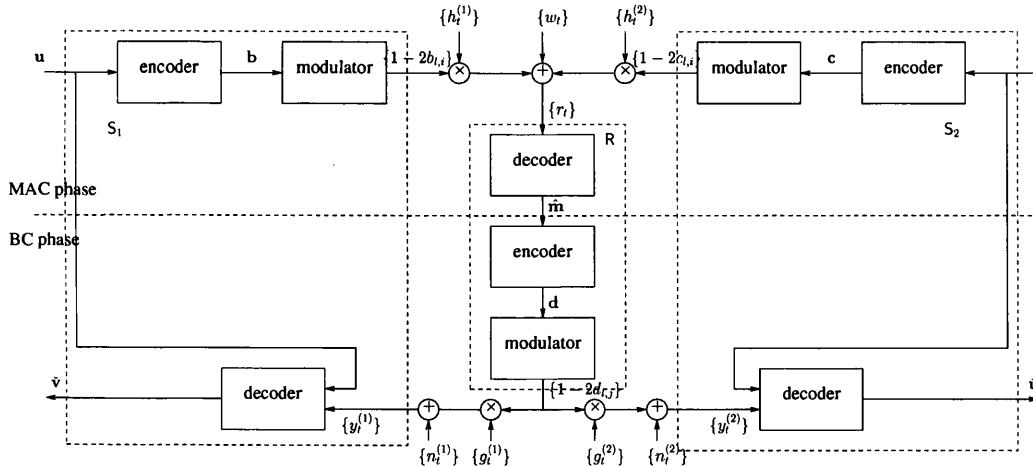 {h_t^{(1)}} {w_t} {h_t^{(2)}}
u encoder b modulator {1 − 2b_{l,i}} × + × {1 − 2c_{l,i}} modulator c encoder
{r_t}
S_1 S_2
R
decoder
MAC phase
m̂
BC phase
encoder
d
modulator
{1 − 2d_{l,j}}
v̌ decoder + × × + decoder
{y_t^{(1)}} {y_t^{(2)}}
{n_t^{(1)}} {g_t^{(1)}} {g_t^{(2)}} {n_t^{(2)}}